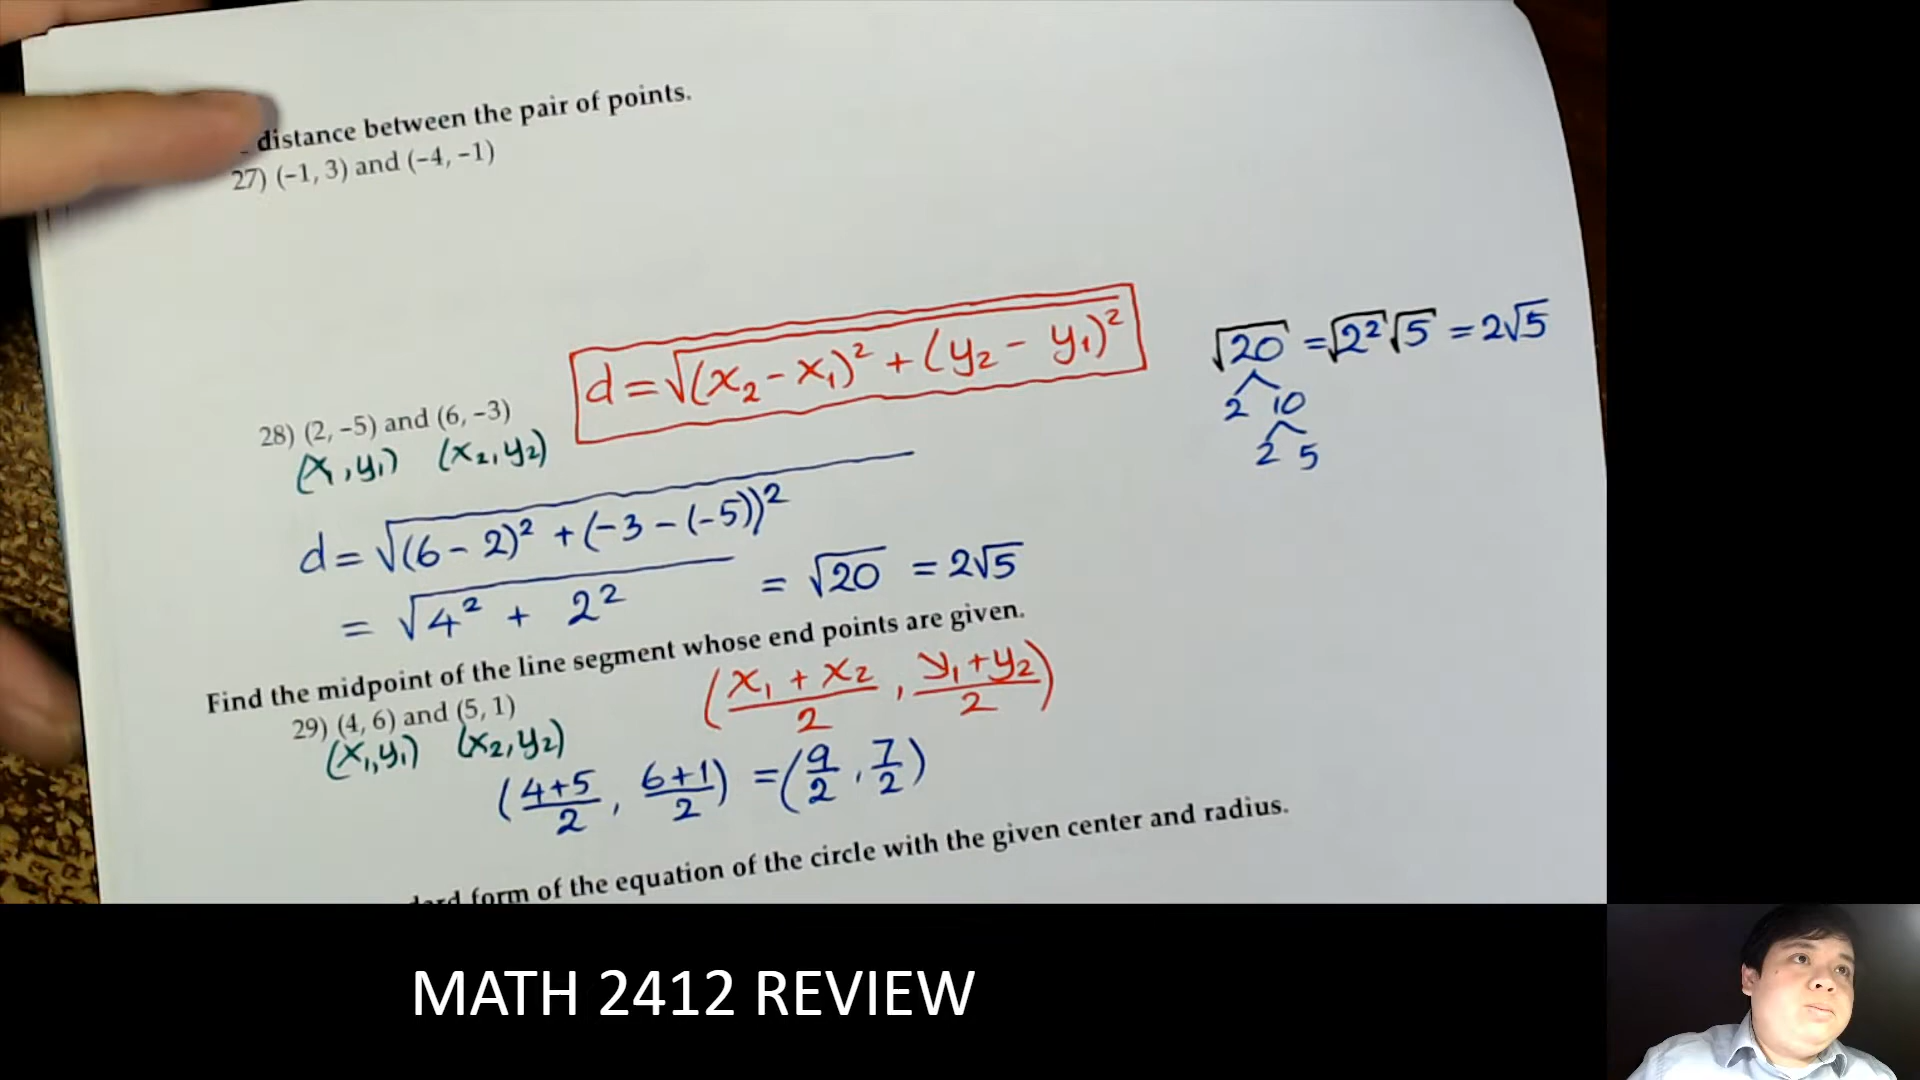 distance between the pair of points.
27) (−1, 3) and (−4, −1)
d = √(x₂ − x₁)² + (y₂ − y₁)²
√20 = √2² √5 = 2√5
2 10
2 5
28) (2, −5) and (6, −3)
(x, y₁) (x₂, y₂)
d = √(6 − 2)² + (−3 − (−5))²
= √4² + 2² = √20 = 2√5
Find the midpoint of the line segment whose end points are given.
29) (4, 6) and (5, 1)
(x₁ + x₂ / 2, y₁ + y₂ / 2)
(x₁, y₁) (x₂, y₂)
(4+5 / 2, 6+1 / 2) = (9/2, 7/2)
form of the equation of the circle with the given center and radius.
MATH 2412 REVIEW